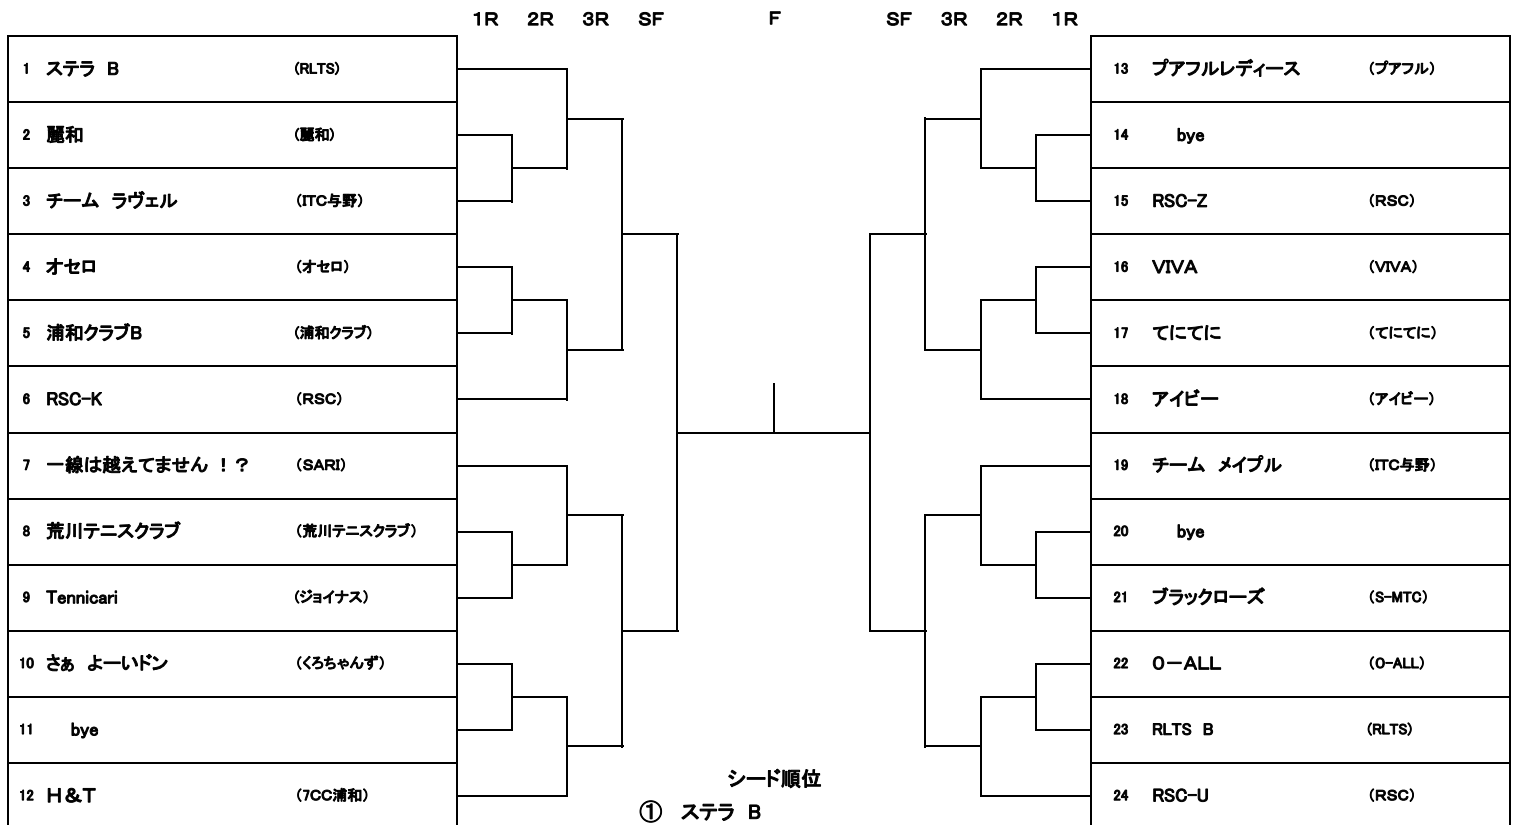 1R 2R 3R SF F SF 3R 2R 1R
1 ステラ B (RLTS)
2 麗和 (麗和)
3 チーム ラヴェル (ITC与野)
4 オセロ (オセロ)
5 浦和クラブB (浦和クラブ)
6 RSC-K (RSC)
7 一線は越えてません！？ (SARI)
8 荒川テニスクラブ (荒川テニスクラブ)
9 Tennicari (ジョイナス)
10 さぁ よーいドン (くろちゃんず)
11 bye
12 H＆T (7CC浦和)
13 プアフルレディース (プアフル)
14 bye
15 RSC-Z (RSC)
16 VIVA (VIVA)
17 てにてに (てにてに)
18 アイビー (アイビー)
19 チーム メイプル (ITC与野)
20 bye
21 ブラックローズ (S-MTC)
22 O－ALL (O-ALL)
23 RLTS B (RLTS)
24 RSC-U (RSC)
シード順位
① ステラ B